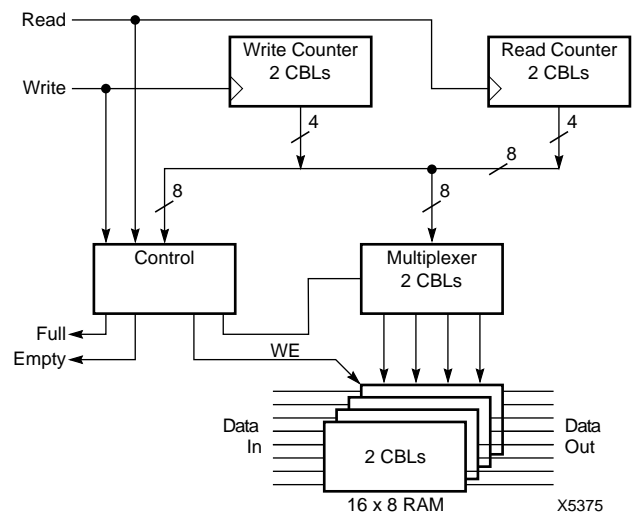 Read
Write Counter
2 CBLs
Read Counter
2 CBLs
Write
4
4
8
8
8
Control
Multiplexer
2 CBLs
Full
Empty
WE
Data
In
Data
Out
2 CBLs
16 x 8 RAM
X5375